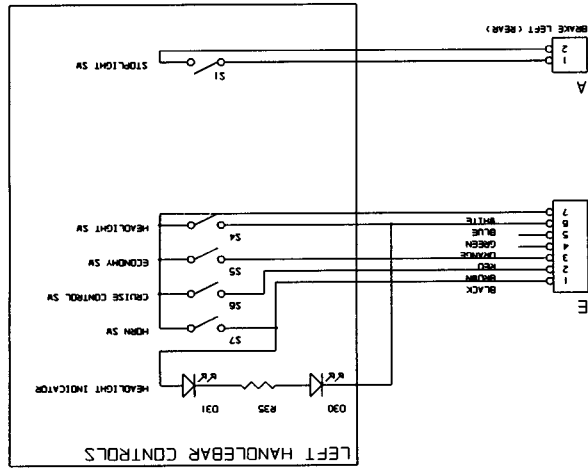 LEFT HANDLEBAR CONTROLS
D30 R35 D31
HEADLIGHT INDICATOR
E
BLACK 1
BROWN 2
RED 3
ORANGE 4
GREEN 5
BLUE 6
WHITE 7
S7 HORN SW
S6 CRUISE CONTROL SW
S5 ECONOMY SW
S4 HEADLIGHT SW
A
1
2
S1 STOPLIGHT SW
BRAKE LEFT (REAR)